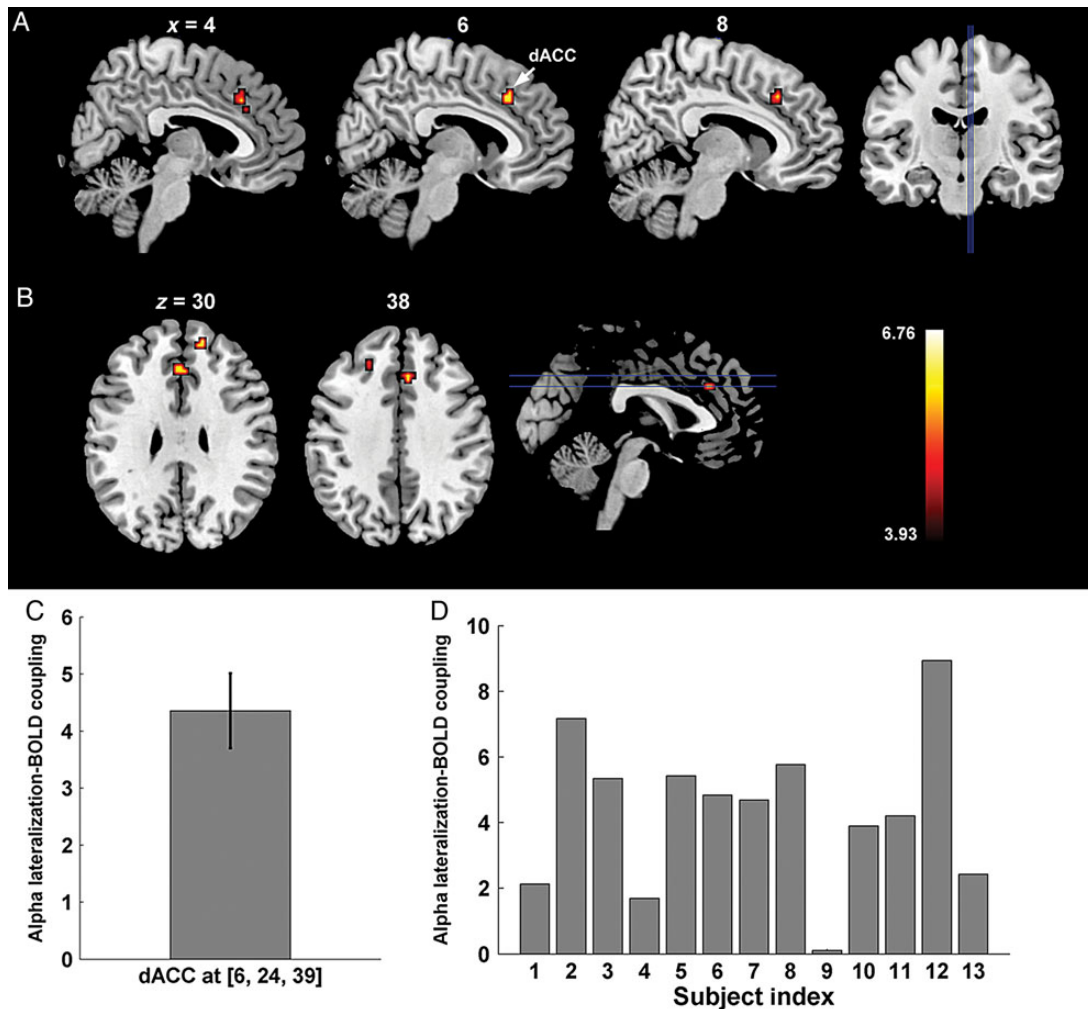 A
x = 4
6
8
dACC
B
z = 30
38
6.76
3.93
C
Alpha lateralization-BOLD coupling
6
5
4
3
2
1
0
dACC at [6, 24, 39]
D
Alpha lateralization-BOLD coupling
10
8
6
4
2
0
1 2 3 4 5 6 7 8 9 10 11 12 13
Subject index